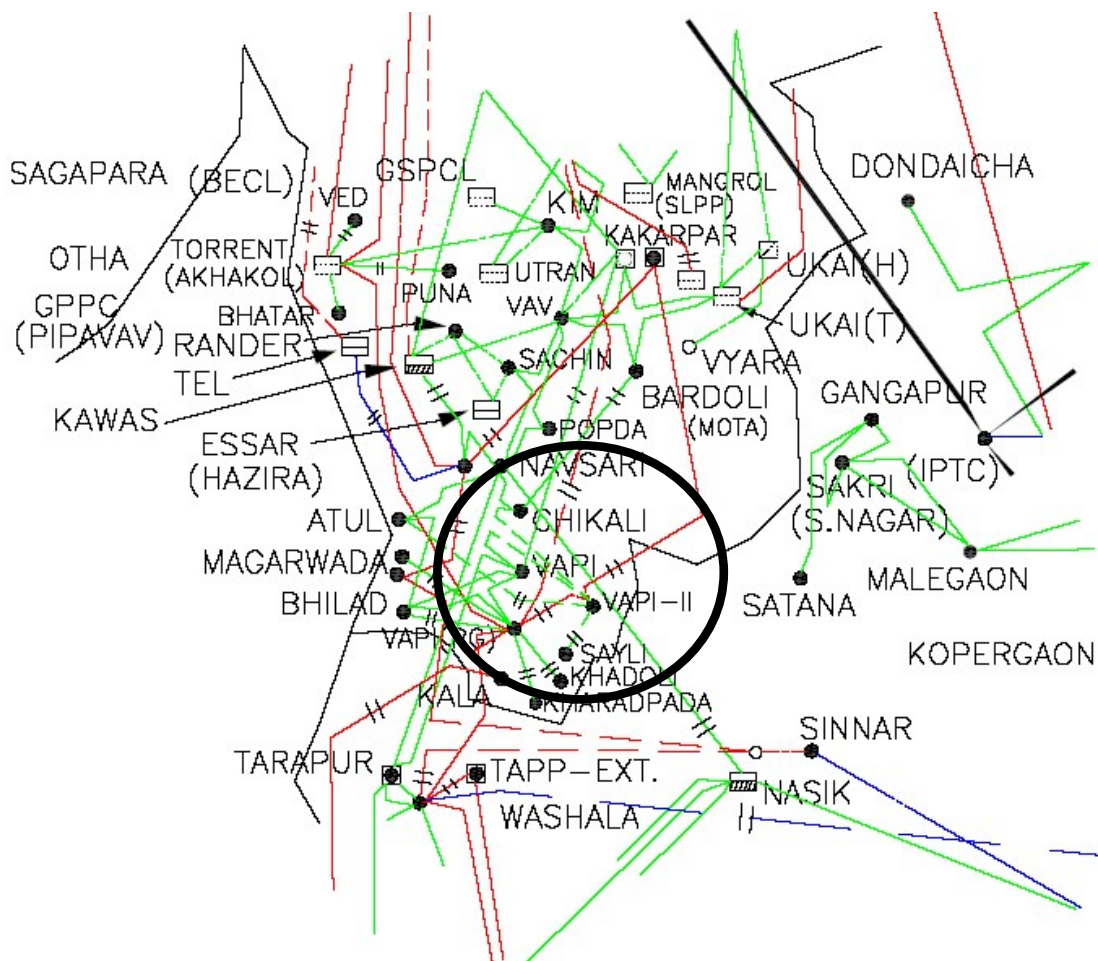 SAGAPARA
(BECL)
VED
GSPCL
KIM
MANGROL
(SLPP)
DONDAICHA
OTHA
TORRENT
(AKHAKOL)
KAKARPAR
UKAI(H)
GPPC
(PIPAVAV)
BHATAR
PUNA
UTRAN
VAV
UKAI(T)
RANDER
TEL
SACHIN
VYARA
KAWAS
BARDOLI
(MOTA)
GANGAPUR
ESSAR
(HAZIRA)
POPDA
NAVSARI
SAKRI
(S.NAGAR)
(IPTC)
ATUL
CHIKALI
MAGARWADA
VAPI
MALEGAON
BHILAD
VAPI-II
SATANA
SAYLI
KOPERGAON
KALA
KHADOLI
KHARADPADA
SINNAR
TARAPUR
TAPP-EXT.
NASIK
WASHALA